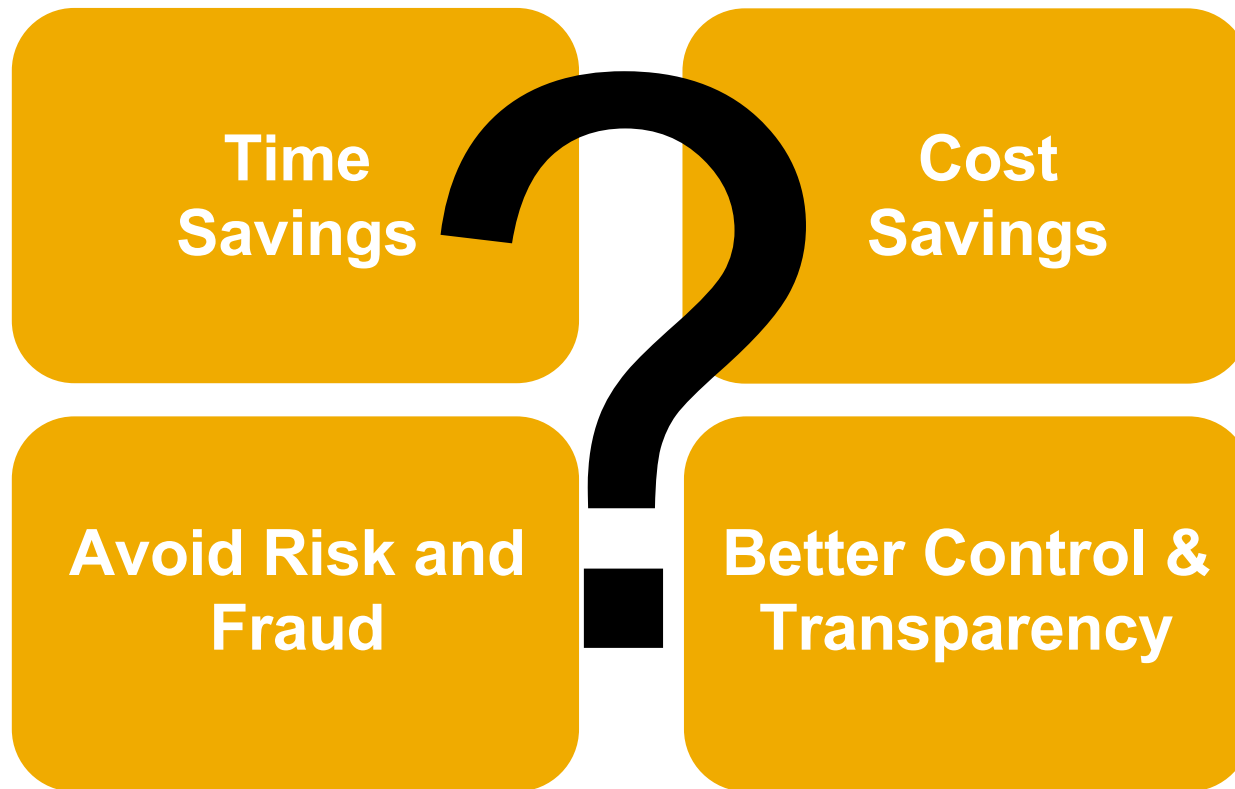 Time
Savings
Cost
Savings
?
Avoid Risk and
Fraud
Better Control &
Transparency